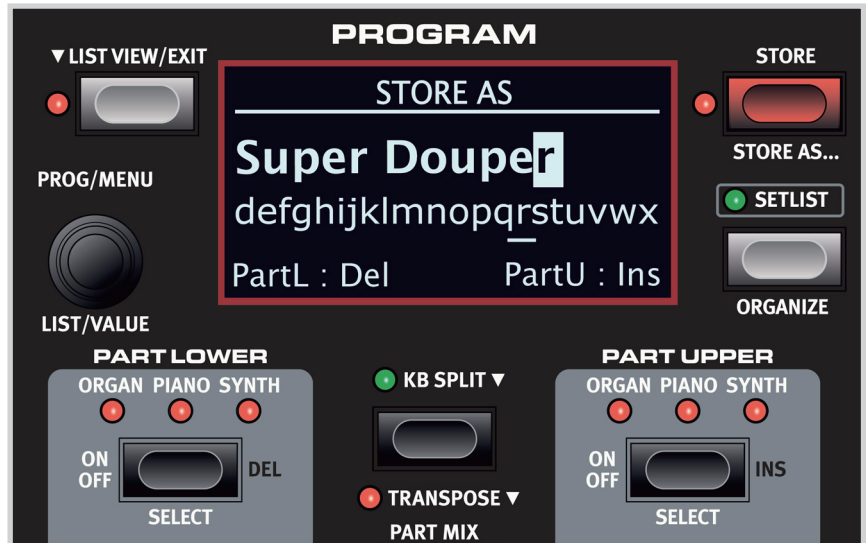 PROGRAM
▼ LIST VIEW/EXIT
STORE
STORE AS
Super Douper
STORE AS...
PROG/MENU
defghijklmnopqrstuvwx
SETLIST
PartL : Del PartU : Ins
LIST/VALUE
ORGANIZE
PART LOWER
PART UPPER
ORGAN PIANO SYNTH
KB SPLIT ▼
ORGAN PIANO SYNTH
ON
OFF
DEL
ON
OFF
INS
SELECT
TRANSPOSE ▼
SELECT
PART MIX